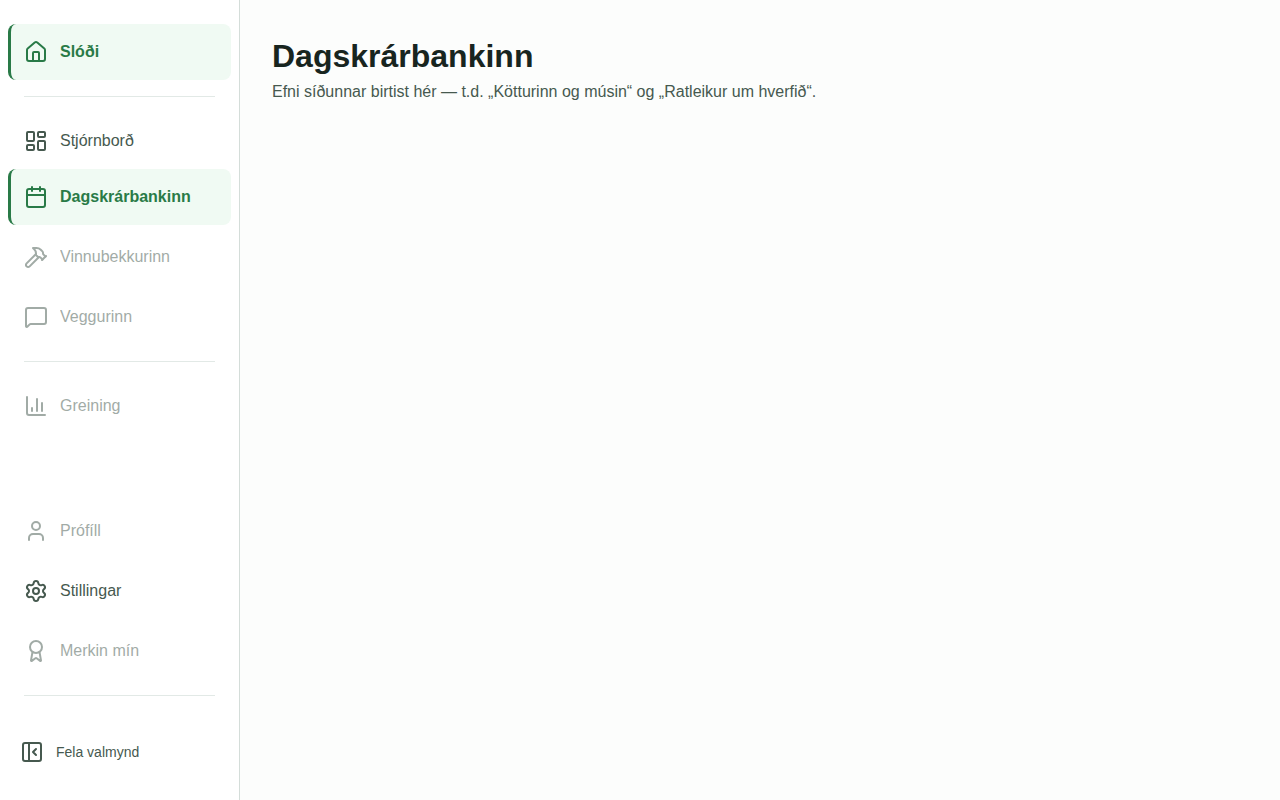 Slóði
Stjórnborð
Dagskrárbankinn
Vinnubekkurinn
Veggurinn
Greining
Prófíll
Stillingar
Merkin mín
Fela valmynd
Dagskrárbankinn
Efni síðunnar birtist hér — t.d. „Kötturinn og músin“ og „Ratleikur um hverfið“.